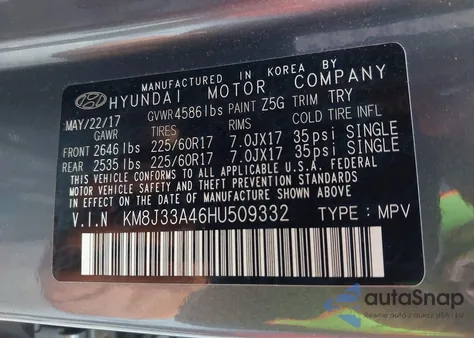 MANUFACTURED IN KOREA BY
HYUNDAI MOTOR COMPANY
MAY/22/17 GVWR 4586 lbs PAINT Z5G TRIM TRY
GAWR TIRES RIMS COLD TIRE INFL
FRONT 2646 lbs 225/60R17 7.0JX17 35psi SINGLE
REAR 2535 lbs 225/60R17 7.0JX17 35psi SINGLE
THIS VEHICLE CONFORMS TO ALL APPLICABLE U.S.A. FEDERAL
MOTOR VEHICLE SAFETY AND THEFT PREVENTION STANDARDS
IN EFFECT ON THE DATE OF MANUFACTURE SHOWN ABOVE
V.I.N KM8J33A46HU509332 TYPE : MPV
autoSnap